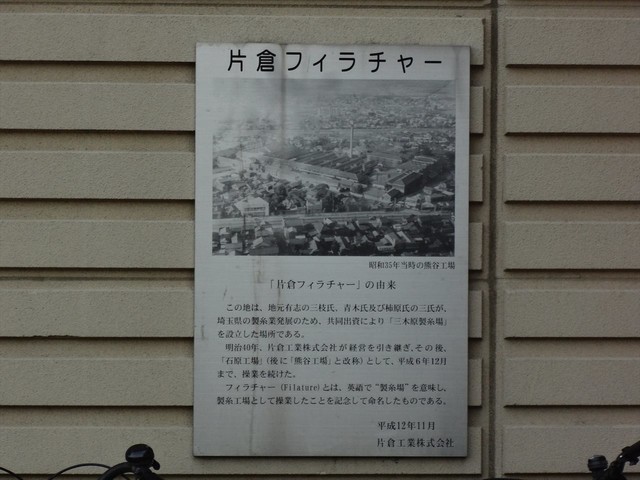 片倉フィラチャー
昭和35年当時の熊谷工場
「片倉フィラチャー」の由来
この地は、地元有志の三枝氏、青木氏及び柿原氏の三氏が、
埼玉県の製糸業発展のため、共同出資により「三木原製糸場」
を設立した場所である。
明治40年、片倉工業株式会社が経営を引き継ぎ、その後、
「石原工場」(後に「熊谷工場」と改称)として、平成6年12月
まで、操業を続けた。
フィラチャー(Filature)とは、英語で“製糸場”を意味し、
製糸工場として操業したことを記念して命名したものである。
平成12年11月
片倉工業株式会社